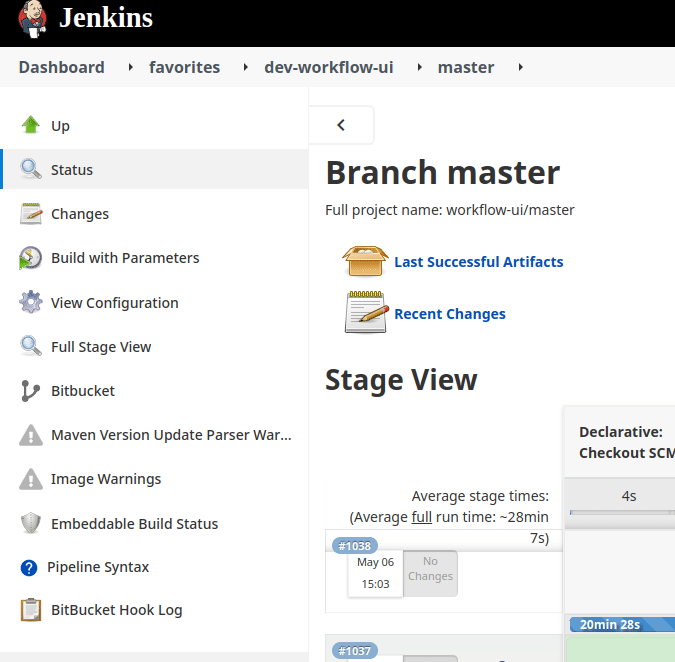 Jenkins
Dashboard favorites dev-workflow-ui master
Up
Status
Changes
Build with Parameters
View Configuration
Full Stage View
Bitbucket
Maven Version Update Parser War...
Image Warnings
Embeddable Build Status
Pipeline Syntax
BitBucket Hook Log
Branch master
Full project name: workflow-ui/master
Last Successful Artifacts
Recent Changes
Stage View
Declarative:
Checkout SCM
Average stage times:
(Average full run time: ~28min
7s)
4s
#1038
May 06
15:03
No
Changes
20min 28s
#1037